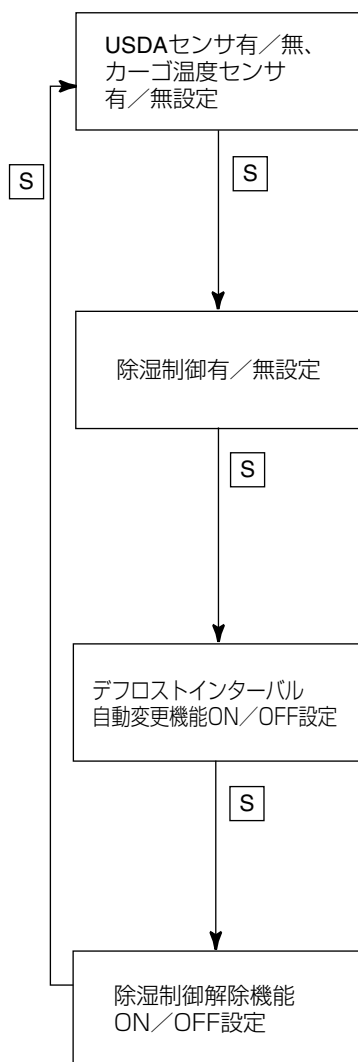 USDAセンサ有／無、
カーゴ温度センサ
有／無設定
S
S
除湿制御有／無設定
S
デフロストインターバル
自動変更機能ON／OFF設定
S
除湿制御解除機能
ON／OFF設定